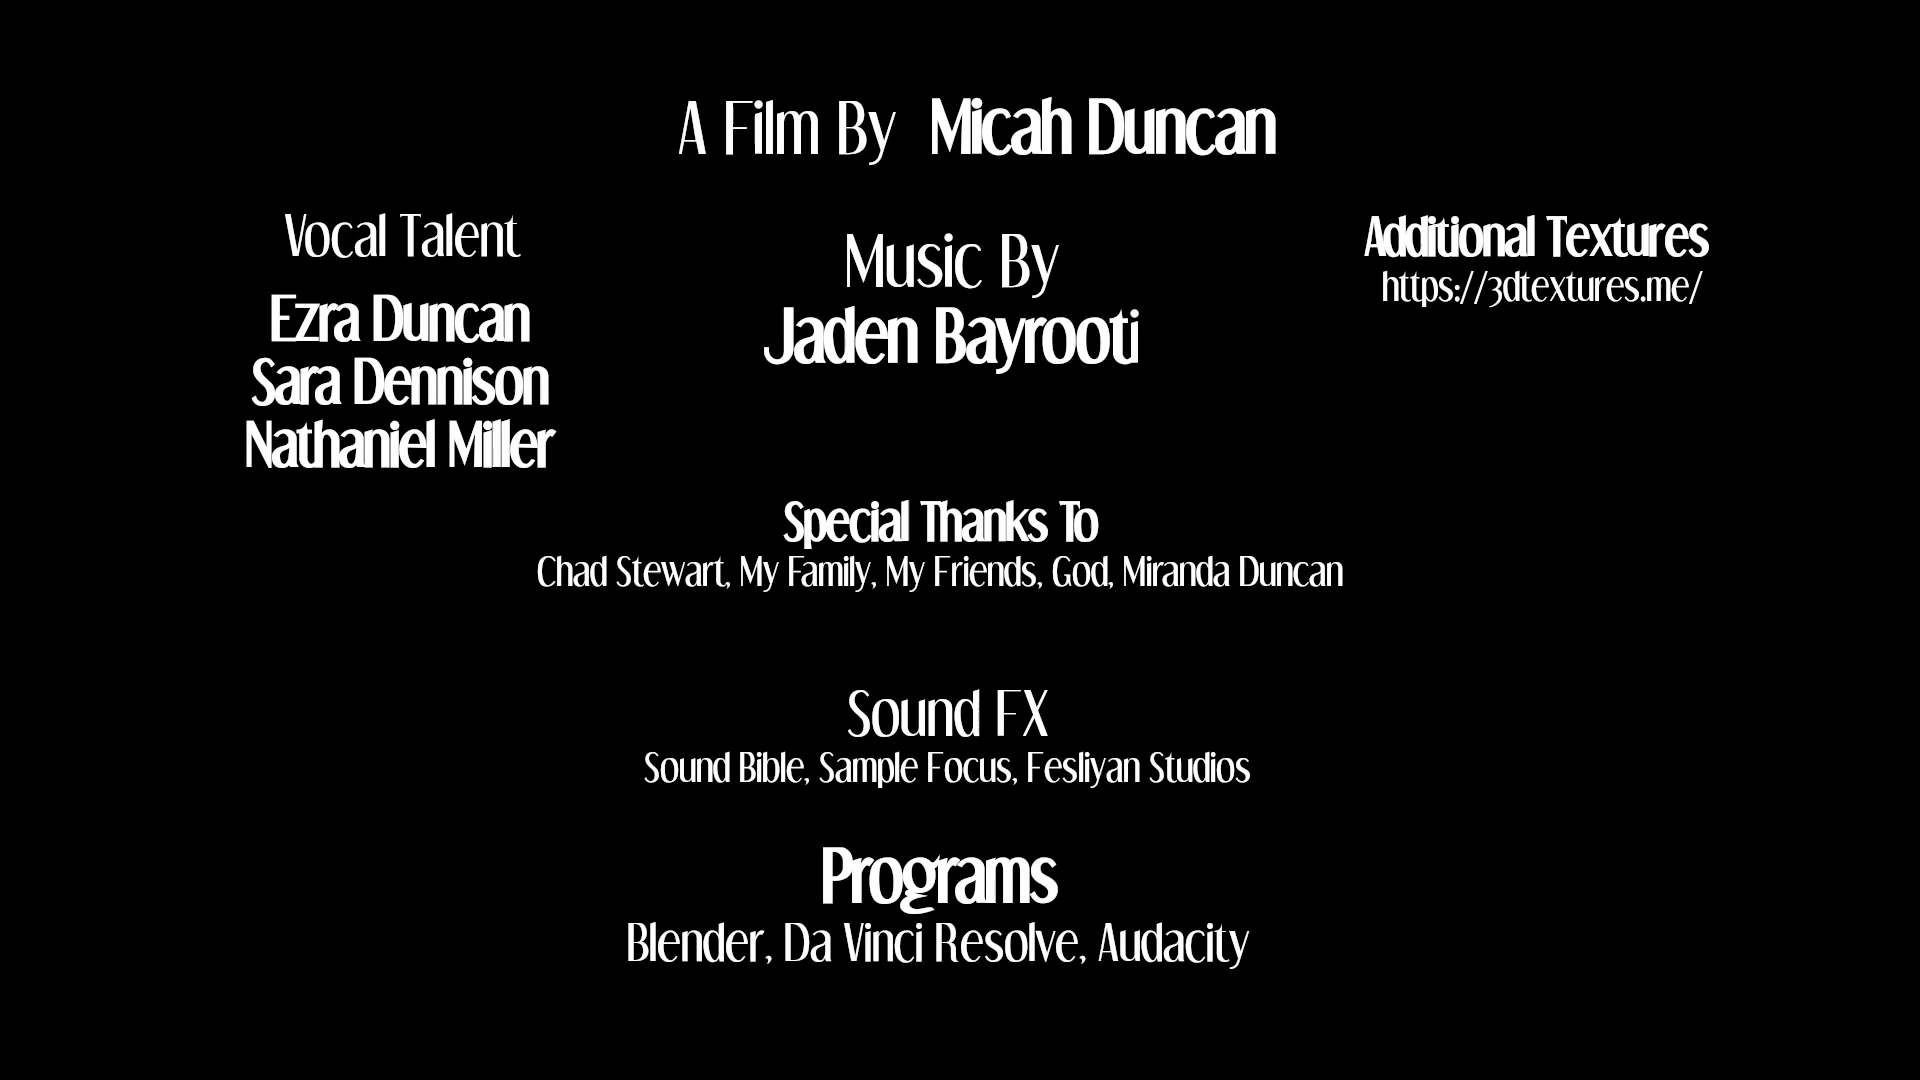 A Film By Micah Duncan
Vocal Talent
Ezra Duncan
Sara Dennison
Nathaniel Miller
Music By
Jaden Bayrooti
Additional Textures
https://3dtextures.me/
Special Thanks To
Chad Stewart, My Family, My Friends, God, Miranda Duncan
Sound FX
Sound Bible, Sample Focus, Fesliyan Studios
Programs
Blender, Da Vinci Resolve, Audacity